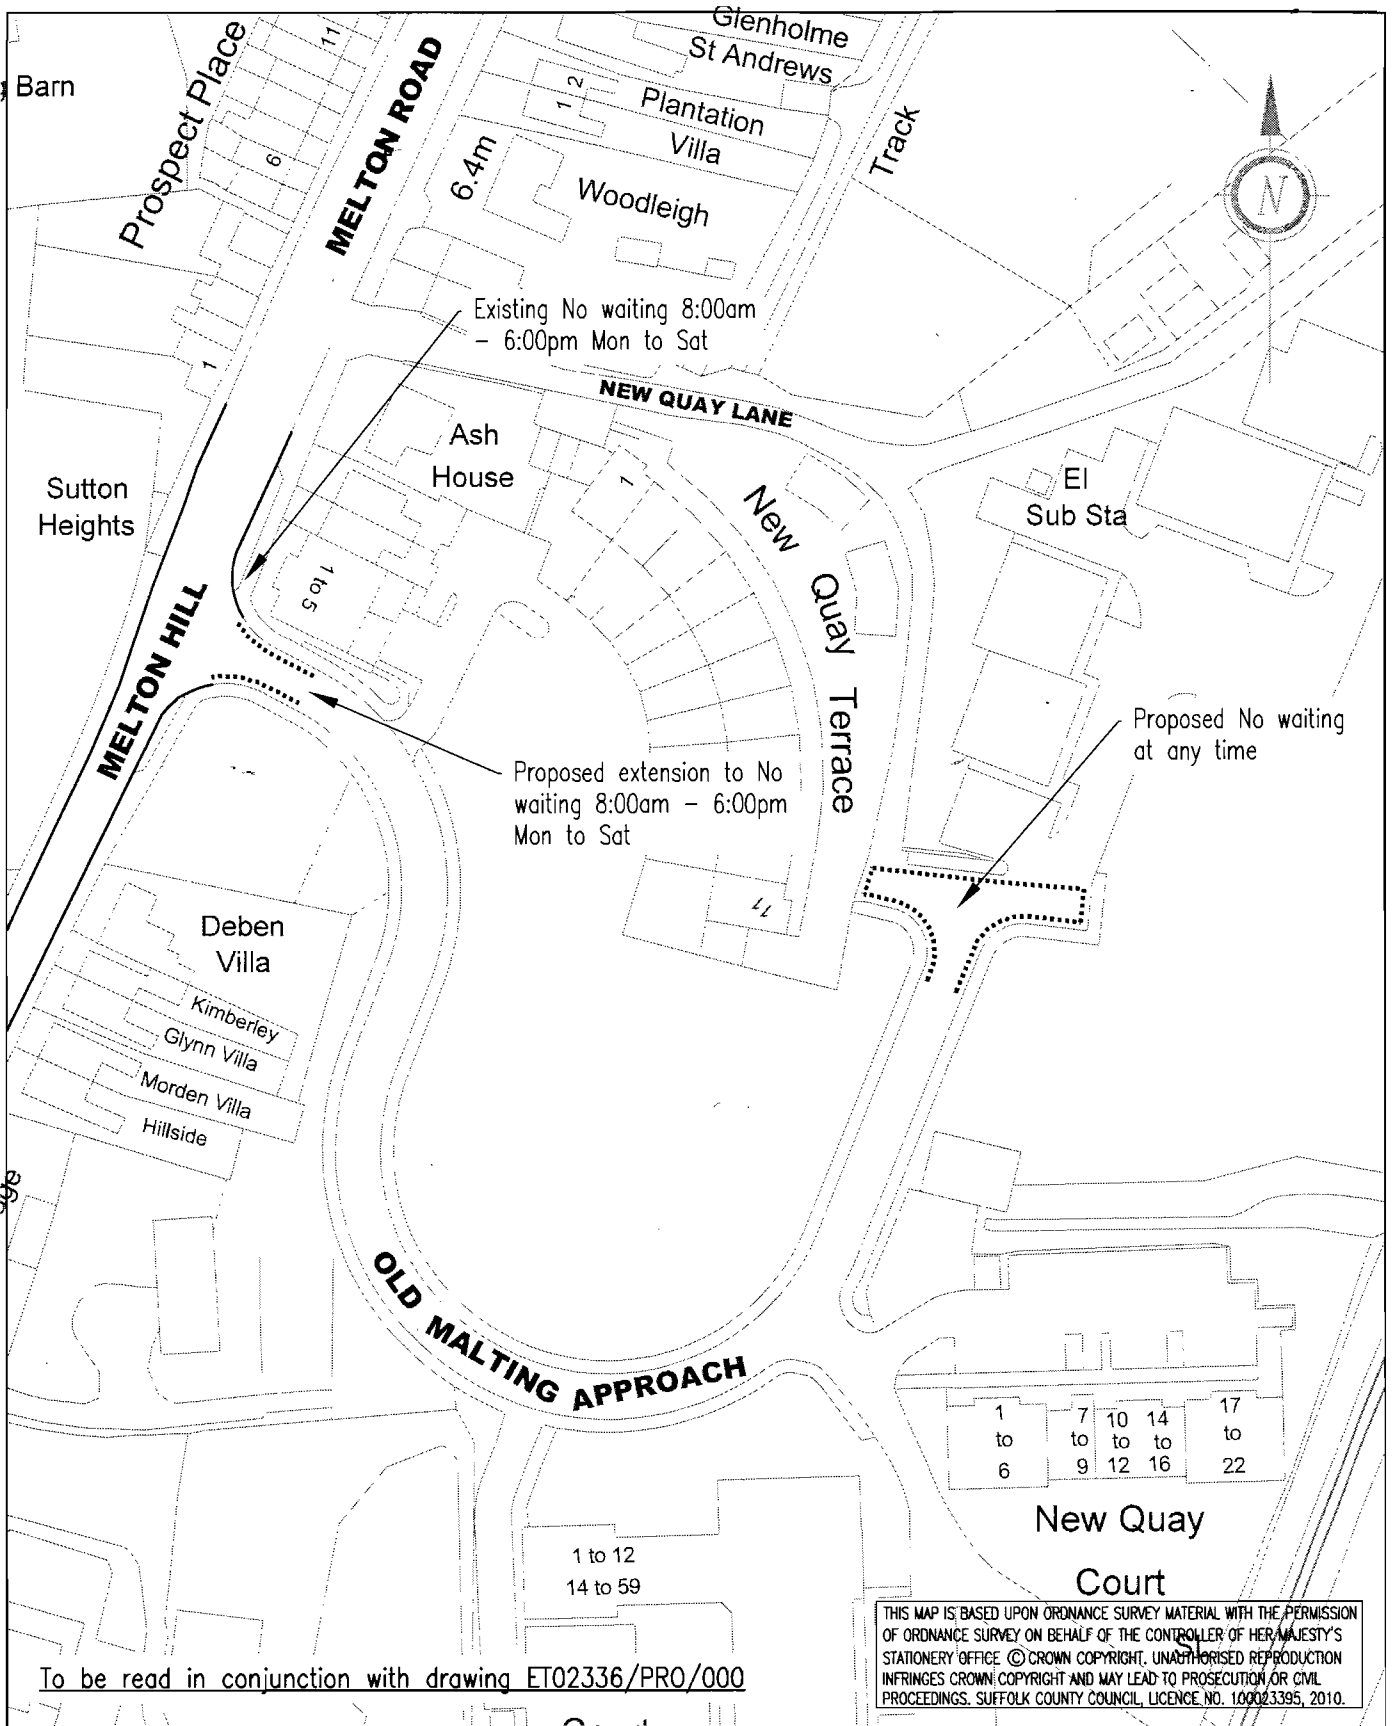 Glenholme
St Andrews
11
Prospect Place
Barn
MELTON ROAD
2
1
Plantation
Villa
Track
6.4m
6
Woodleigh
N
Existing No waiting 8:00am
- 6:00pm Mon to Sat
1
NEW QUAY LANE
Ash
House
Sutton
Heights
1
El
Sub Sta
New Quay Terrace
1 to 5
MELTON HILL
Proposed No waiting
at any time
Proposed extension to No
waiting 8:00am - 6:00pm
Mon to Sat
11
Deben
Villa
Kimberley
Glynn Villa
Morden Villa
Hillside
OLD MALTING APPROACH
1
to
6
7
to
9
10
to
12
14
to
16
17
to
22
New Quay
Court
1 to 12
14 to 59
THIS MAP IS BASED UPON ORDNANCE SURVEY MATERIAL WITH THE PERMISSION
OF ORDNANCE SURVEY ON BEHALF OF THE CONTROLLER OF HER MAJESTY'S
STATIONERY OFFICE © CROWN COPYRIGHT. UNAUTHORISED REPRODUCTION
INFRINGES CROWN COPYRIGHT AND MAY LEAD TO PROSECUTION OR CIVIL
PROCEEDINGS. SUFFOLK COUNTY COUNCIL, LICENCE NO. 100023395, 2010.
SL
To be read in conjunction with drawing ET02336/PRO/000